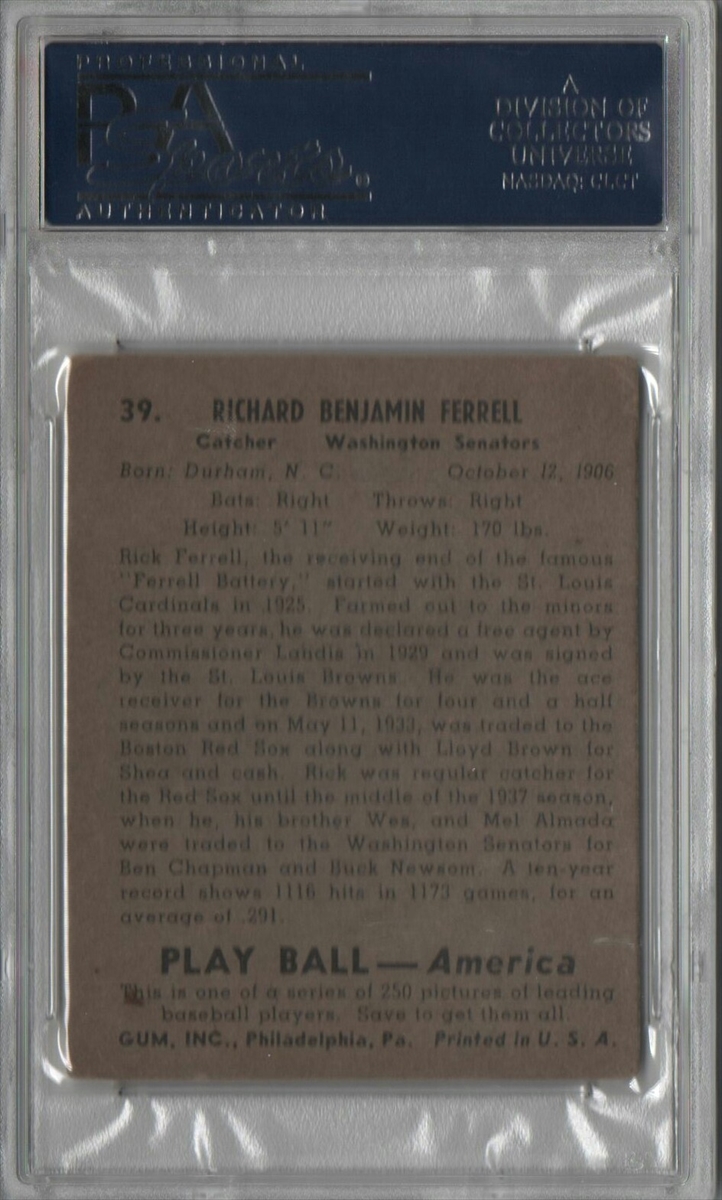 PROFESSIONAL
PSA
Sports
AUTHENTICATOR
A
DIVISION OF
COLLECTORS
UNIVERSE
NASDAQ: CLCT
39. RICHARD BENJAMIN FERRELL
Catcher Washington Senators
Born: Durham, N. C. October 12, 1906
Bats: Right Throws: Right
Height: 5' 11" Weight: 170 lbs.
Rick Ferrell, the receiving end of the famous
"Ferrell Battery," started with the St. Louis
Cardinals in 1925. Farmed out to the minors
for three years, he was declared a free agent by
Commissioner Landis in 1929 and was signed
by the St. Louis Browns. He was the ace
receiver for the Browns for four and a half
seasons and on May 11, 1933, was traded to the
Boston Red Sox along with Lloyd Brown for
Shea and cash. Rick was regular catcher for
the Red Sox until the middle of the 1937 season,
when he, his brother Wes, and Mel Almada
were traded to the Washington Senators for
Ben Chapman and Buck Newsom. A ten-year
record shows 1116 hits in 1173 games, for an
average of .291.
PLAY BALL — America
This is one of a series of 250 pictures of leading
baseball players. Save to get them all.
GUM, INC., Philadelphia, Pa. Printed in U. S. A.